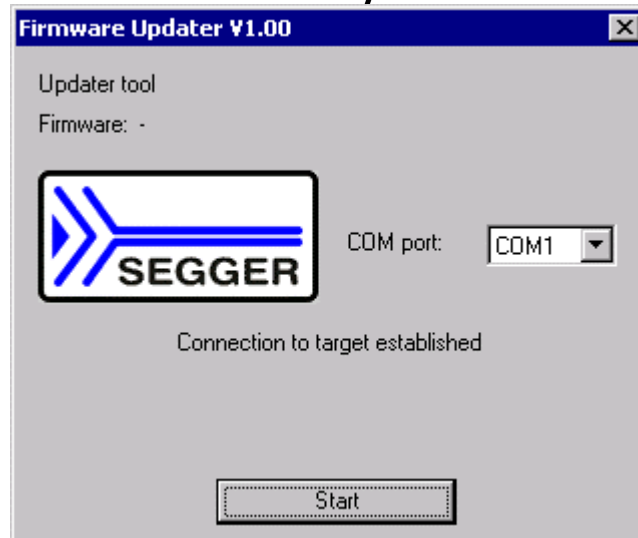 Firmware Updater V1.00
Updater tool
Firmware: -
SEGGER
COM port: COM1
Connection to target established
Start